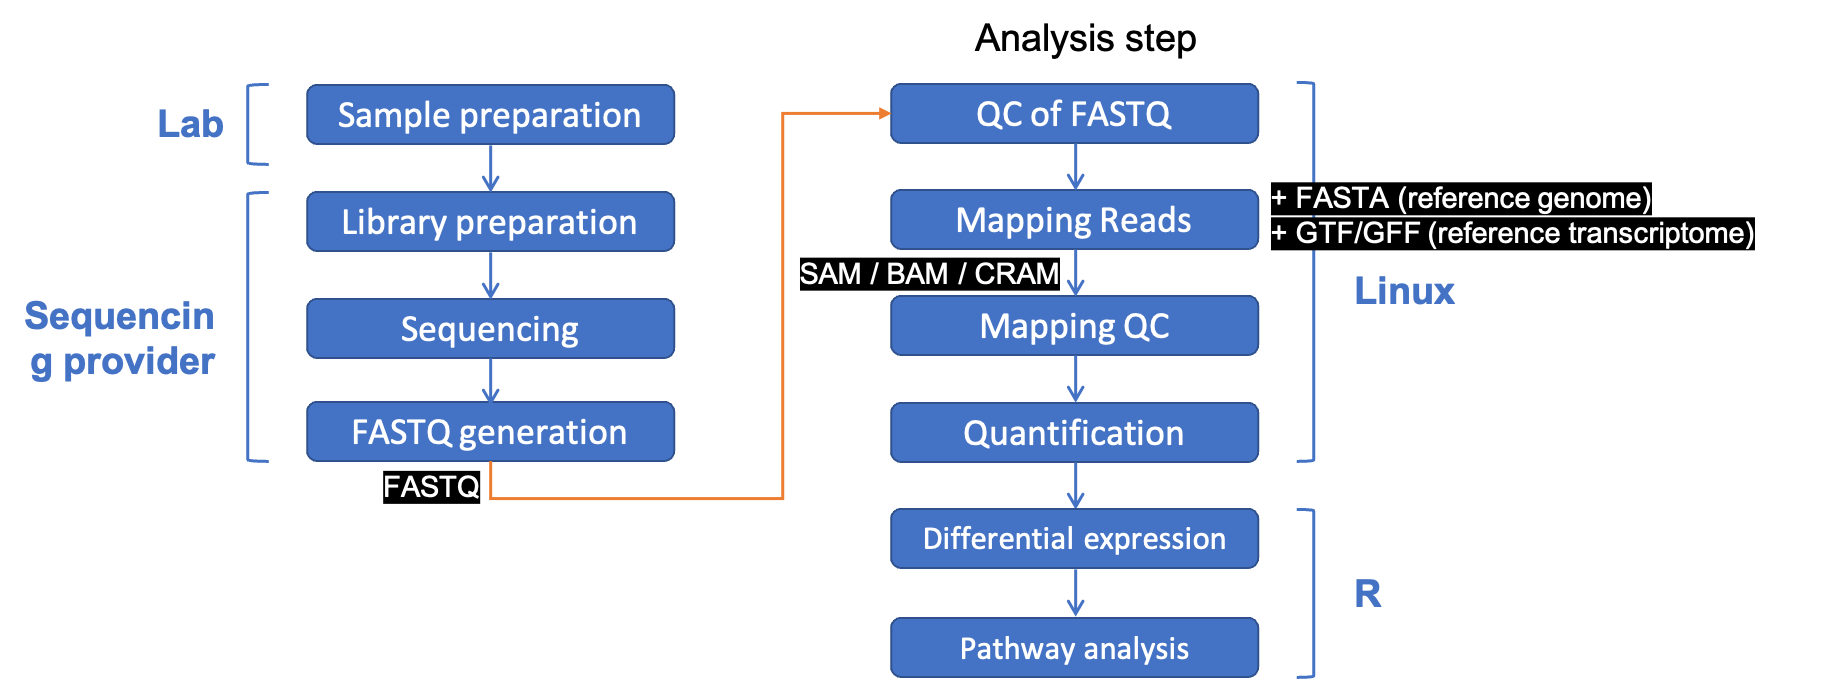 Analysis step
Lab
Sample preparation
Sequencin
g provider
Library preparation
Sequencing
FASTQ generation
FASTQ
QC of FASTQ
Mapping Reads
+ FASTA (reference genome)
+ GTF/GFF (reference transcriptome)
SAM / BAM / CRAM
Mapping QC
Linux
Quantification
Differential expression
R
Pathway analysis